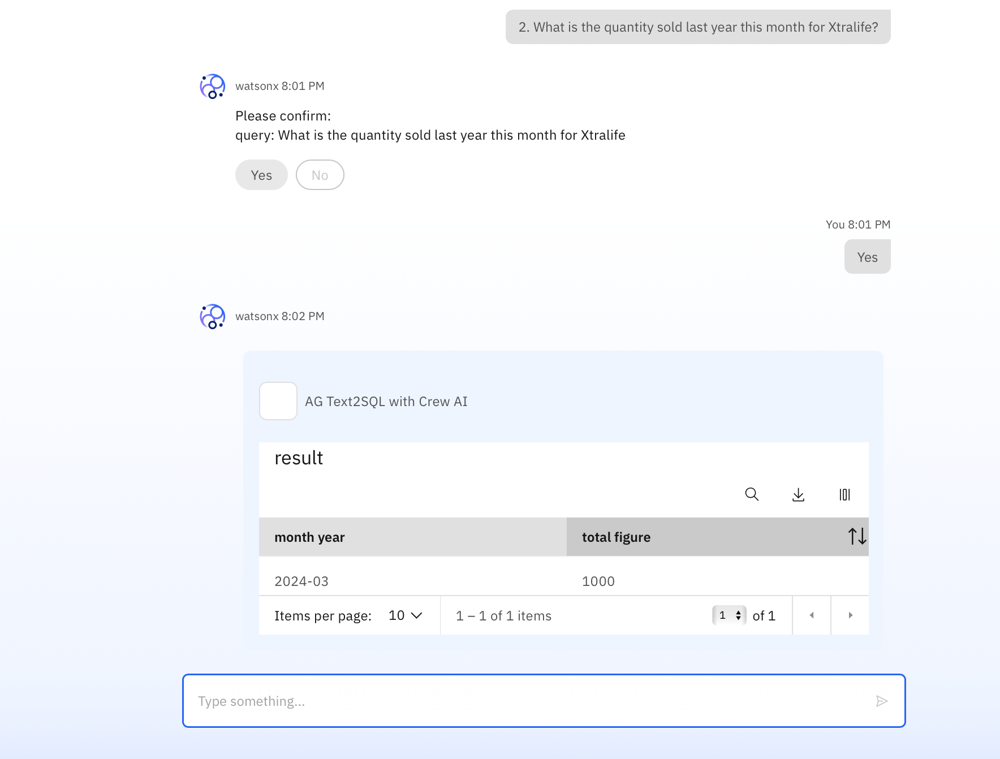 2. What is the quantity sold last year this month for Xtralife?
watsonx 8:01 PM
Please confirm:
query: What is the quantity sold last year this month for Xtralife
Yes No
You 8:01 PM
Yes
watsonx 8:02 PM
AG Text2SQL with Crew AI
result
month year total figure
2024-03 1000
Items per page: 10 1 – 1 of 1 items 1 of 1
Type something...